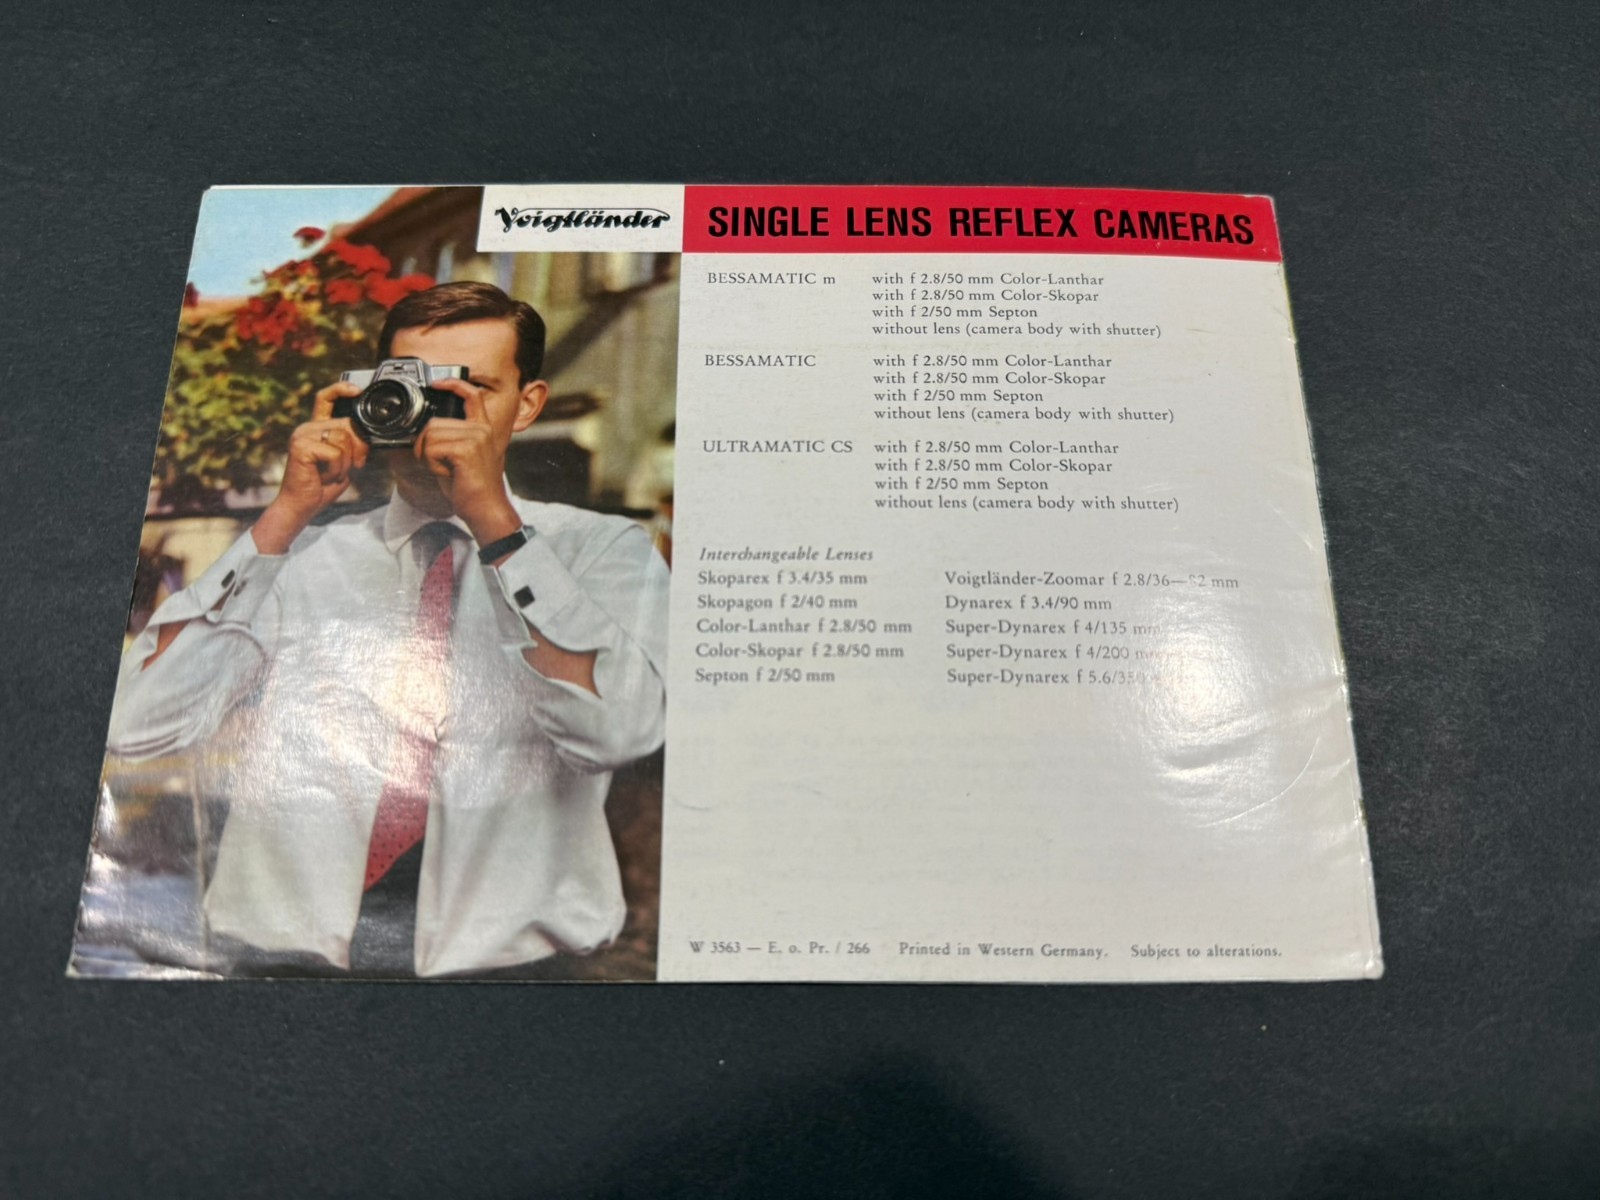 Voigtländer
SINGLE LENS REFLEX CAMERAS
BESSAMATIC m with f 2.8/50 mm Color-Lanthar
with f 2.8/50 mm Color-Skopar
with f 2/50 mm Septon
without lens (camera body with shutter)
BESSAMATIC with f 2.8/50 mm Color-Lanthar
with f 2.8/50 mm Color-Skopar
with f 2/50 mm Septon
without lens (camera body with shutter)
ULTRAMATIC CS with f 2.8/50 mm Color-Lanthar
with f 2.8/50 mm Color-Skopar
with f 2/50 mm Septon
without lens (camera body with shutter)
Interchangeable Lenses
Skoparex f 3.4/35 mm
Skopagon f 2/40 mm
Color-Lanthar f 2.8/50 mm
Color-Skopar f 2.8/50 mm
Septon f 2/50 mm
Voigtländer-Zoomar f 2.8/36—82 mm
Dynarex f 3.4/90 mm
Super-Dynarex f 4/135 mm
Super-Dynarex f 4/200 mm
Super-Dynarex f 5.6/350
W 3563 — E. o. Pr. / 266 Printed in Western Germany. Subject to alterations.